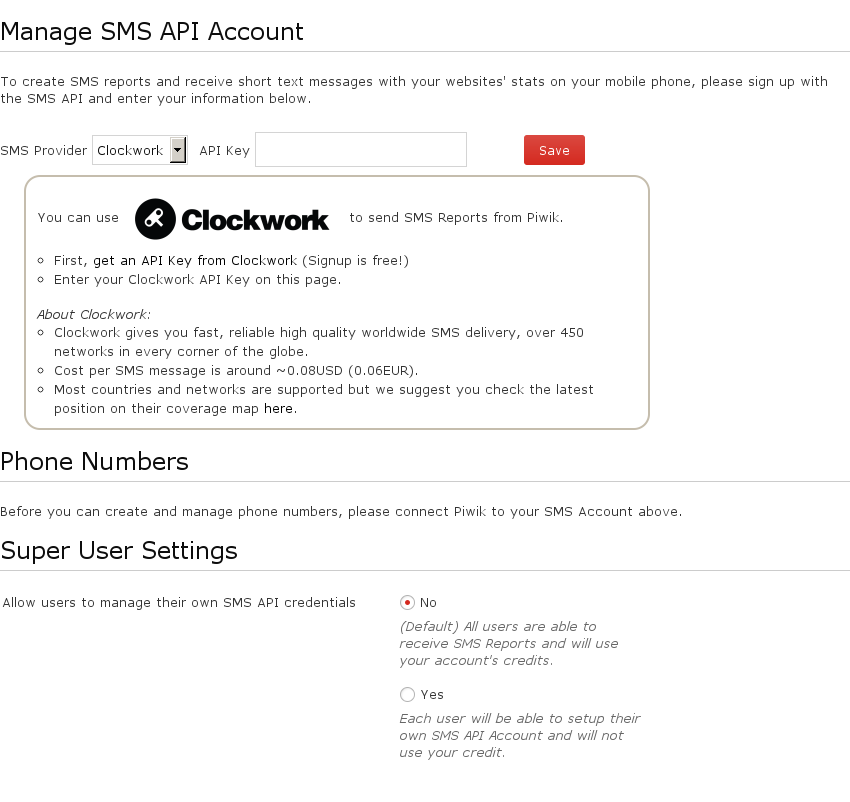 Manage SMS API Account
To create SMS reports and receive short text messages with your websites' stats on your mobile phone, please sign up with
the SMS API and enter your information below.
SMS Provider Clockwork API Key Save
You can use Clockwork to send SMS Reports from Piwik.
First, get an API Key from Clockwork (Signup is free!)
Enter your Clockwork API Key on this page.
About Clockwork:
Clockwork gives you fast, reliable high quality worldwide SMS delivery, over 450
networks in every corner of the globe.
Cost per SMS message is around ~0.08USD (0.06EUR).
Most countries and networks are supported but we suggest you check the latest
position on their coverage map here.
Phone Numbers
Before you can create and manage phone numbers, please connect Piwik to your SMS Account above.
Super User Settings
Allow users to manage their own SMS API credentials No
(Default) All users are able to
receive SMS Reports and will use
your account's credits.
Yes
Each user will be able to setup their
own SMS API Account and will not
use your credit.